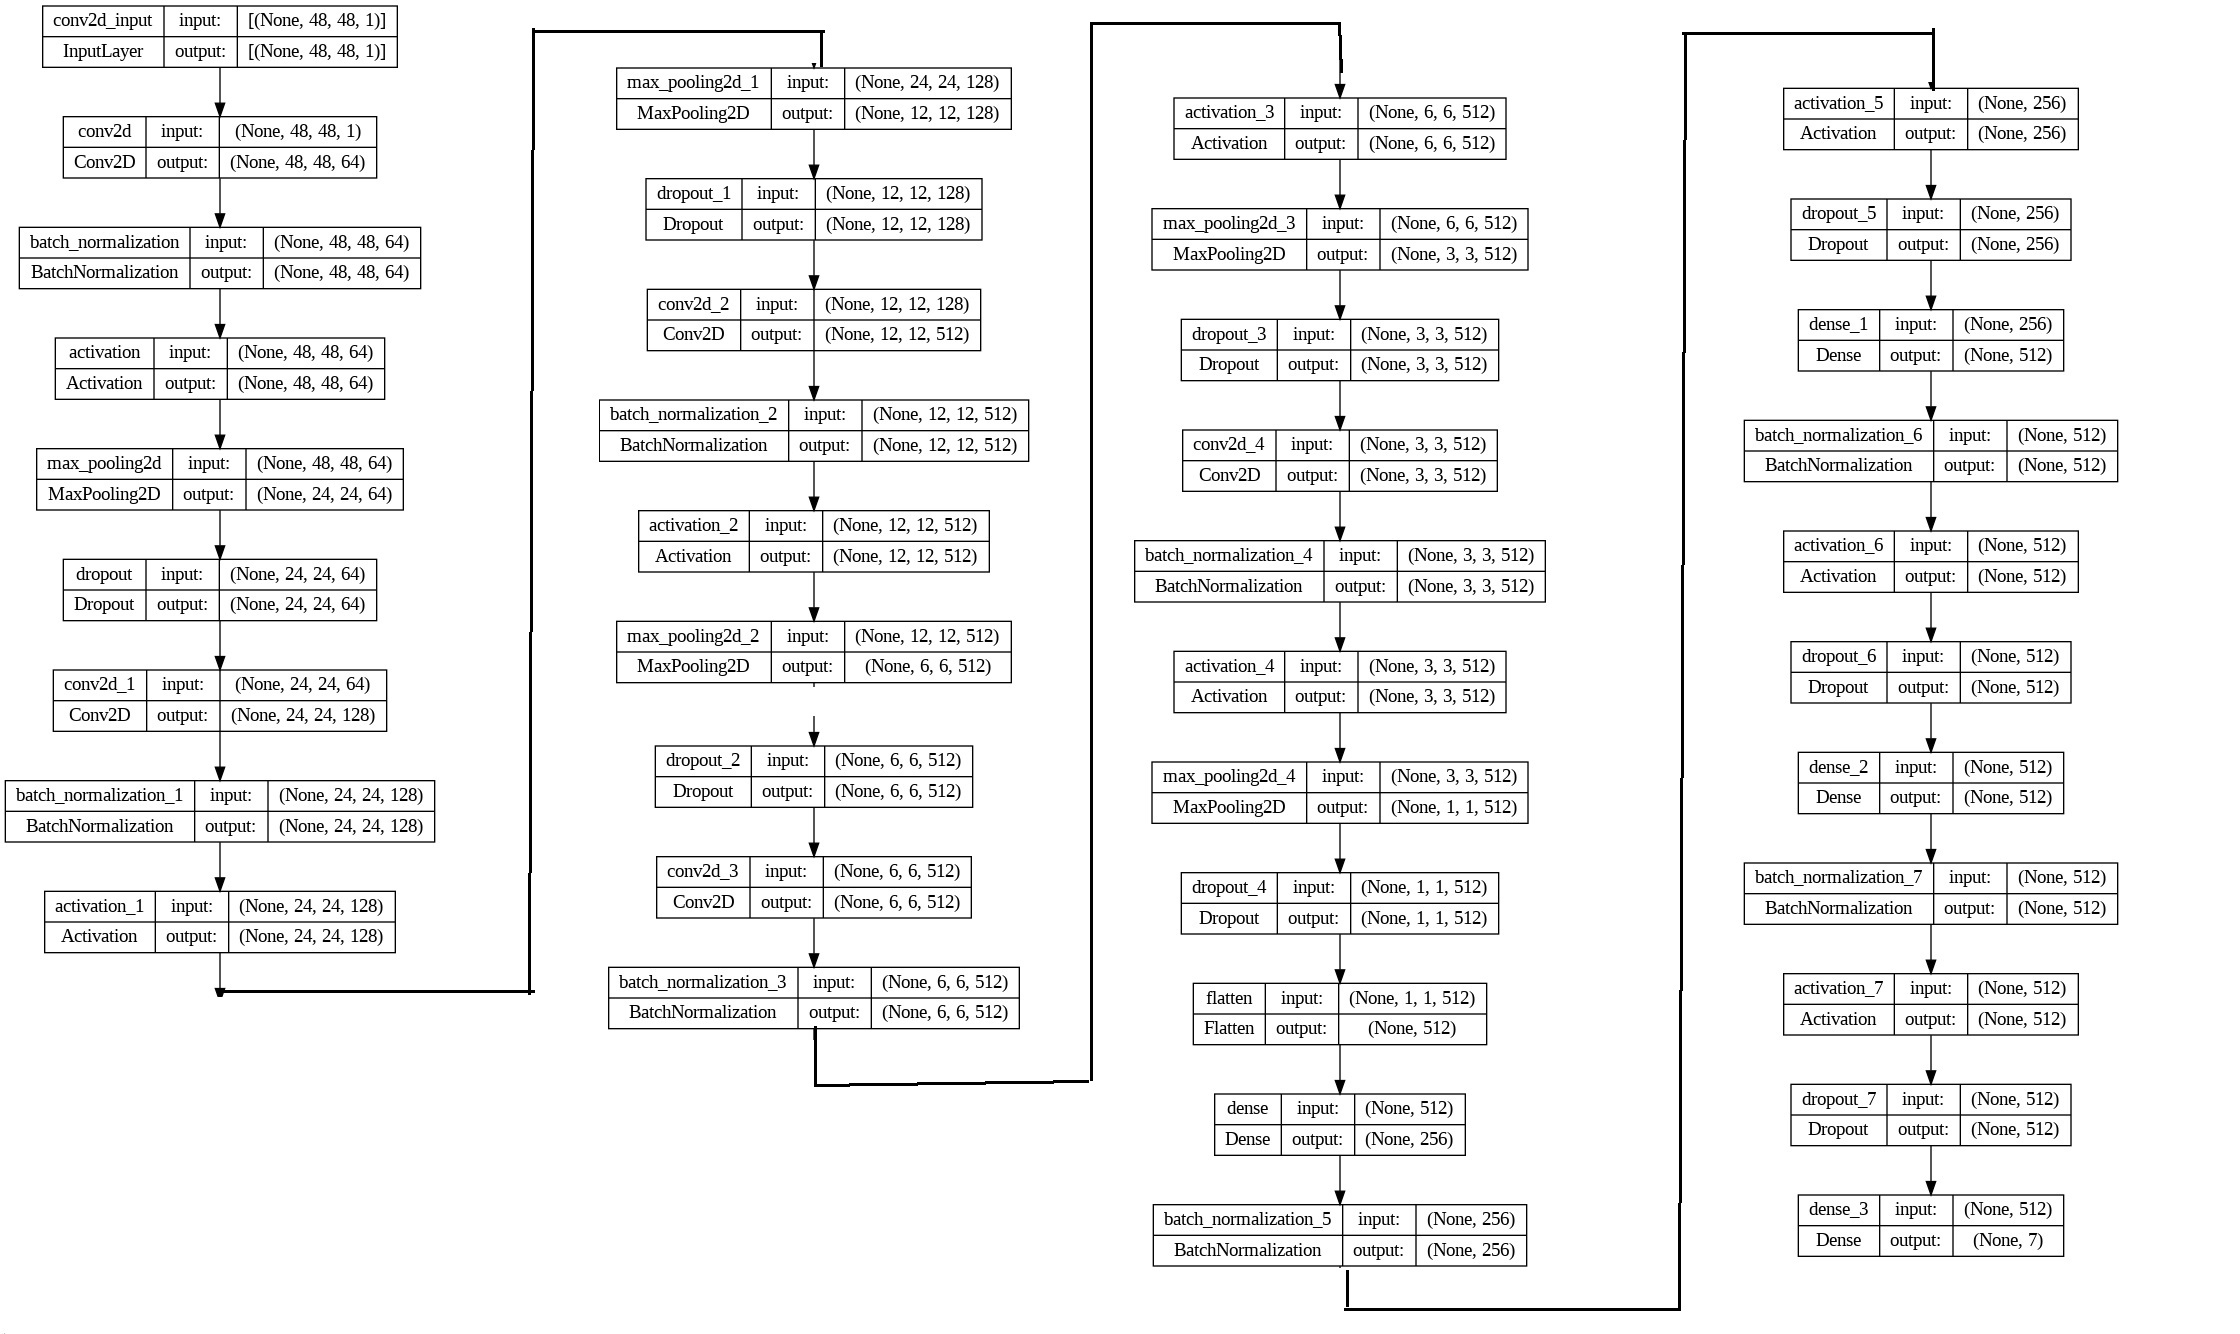 conv2d_input input: [(None, 48, 48, 1)]
InputLayer output: [(None, 48, 48, 1)]
conv2d input: (None, 48, 48, 1)
Conv2D output: (None, 48, 48, 64)
batch_normalization input: (None, 48, 48, 64)
BatchNormalization output: (None, 48, 48, 64)
activation input: (None, 48, 48, 64)
Activation output: (None, 48, 48, 64)
max_pooling2d input: (None, 48, 48, 64)
MaxPooling2D output: (None, 24, 24, 64)
dropout input: (None, 24, 24, 64)
Dropout output: (None, 24, 24, 64)
conv2d_1 input: (None, 24, 24, 64)
Conv2D output: (None, 24, 24, 128)
batch_normalization_1 input: (None, 24, 24, 128)
BatchNormalization output: (None, 24, 24, 128)
activation_1 input: (None, 24, 24, 128)
Activation output: (None, 24, 24, 128)
max_pooling2d_1 input: (None, 24, 24, 128)
MaxPooling2D output: (None, 12, 12, 128)
dropout_1 input: (None, 12, 12, 128)
Dropout output: (None, 12, 12, 128)
conv2d_2 input: (None, 12, 12, 128)
Conv2D output: (None, 12, 12, 512)
batch_normalization_2 input: (None, 12, 12, 512)
BatchNormalization output: (None, 12, 12, 512)
activation_2 input: (None, 12, 12, 512)
Activation output: (None, 12, 12, 512)
max_pooling2d_2 input: (None, 12, 12, 512)
MaxPooling2D output: (None, 6, 6, 512)
dropout_2 input: (None, 6, 6, 512)
Dropout output: (None, 6, 6, 512)
conv2d_3 input: (None, 6, 6, 512)
Conv2D output: (None, 6, 6, 512)
batch_normalization_3 input: (None, 6, 6, 512)
BatchNormalization output: (None, 6, 6, 512)
activation_3 input: (None, 6, 6, 512)
Activation output: (None, 6, 6, 512)
max_pooling2d_3 input: (None, 6, 6, 512)
MaxPooling2D output: (None, 3, 3, 512)
dropout_3 input: (None, 3, 3, 512)
Dropout output: (None, 3, 3, 512)
conv2d_4 input: (None, 3, 3, 512)
Conv2D output: (None, 3, 3, 512)
batch_normalization_4 input: (None, 3, 3, 512)
BatchNormalization output: (None, 3, 3, 512)
activation_4 input: (None, 3, 3, 512)
Activation output: (None, 3, 3, 512)
max_pooling2d_4 input: (None, 3, 3, 512)
MaxPooling2D output: (None, 1, 1, 512)
dropout_4 input: (None, 1, 1, 512)
Dropout output: (None, 1, 1, 512)
flatten input: (None, 1, 1, 512)
Flatten output: (None, 512)
dense input: (None, 512)
Dense output: (None, 256)
batch_normalization_5 input: (None, 256)
BatchNormalization output: (None, 256)
activation_5 input: (None, 256)
Activation output: (None, 256)
dropout_5 input: (None, 256)
Dropout output: (None, 256)
dense_1 input: (None, 256)
Dense output: (None, 512)
batch_normalization_6 input: (None, 512)
BatchNormalization output: (None, 512)
activation_6 input: (None, 512)
Activation output: (None, 512)
dropout_6 input: (None, 512)
Dropout output: (None, 512)
dense_2 input: (None, 512)
Dense output: (None, 512)
batch_normalization_7 input: (None, 512)
BatchNormalization output: (None, 512)
activation_7 input: (None, 512)
Activation output: (None, 512)
dropout_7 input: (None, 512)
Dropout output: (None, 512)
dense_3 input: (None, 512)
Dense output: (None, 7)